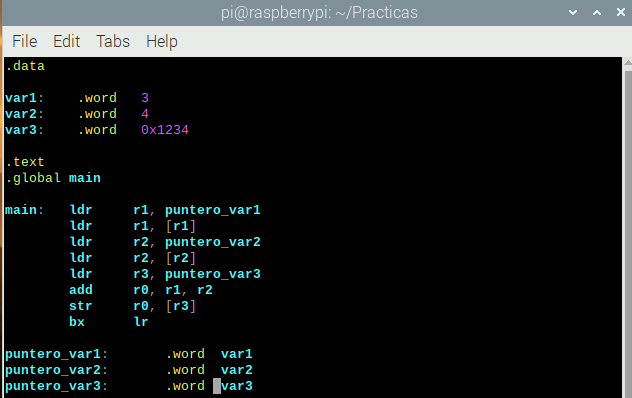 pi@raspberrypi: ~/Practicas
File Edit Tabs Help
.data
var1: .word 3
var2: .word 4
var3: .word 0x1234
.text
.global main
main: ldr r1, puntero_var1
ldr r1, [r1]
ldr r2, puntero_var2
ldr r2, [r2]
ldr r3, puntero_var3
add r0, r1, r2
str r0, [r3]
bx lr
puntero_var1: .word var1
puntero_var2: .word var2
puntero_var3: .word var3